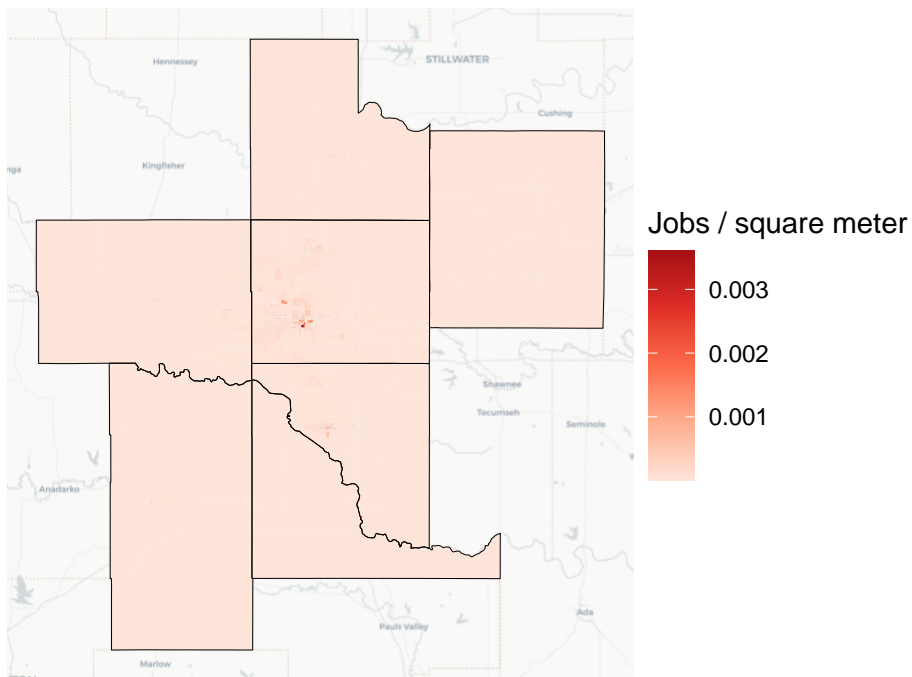 Hennessey
STILLWATER
Cushing
Kingfisher
nga
Jobs / square meter
0.003
0.002
0.001
Shawnee
Tecumseh
Seminole
Anadarko
Ada
Pauls Valley
Marlow